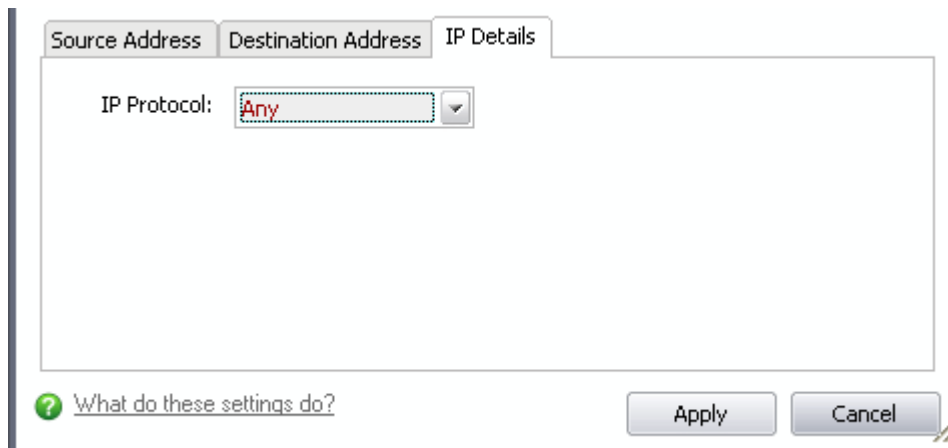 Source Address Destination Address IP Details
IP Protocol: Any
What do these settings do? Apply Cancel